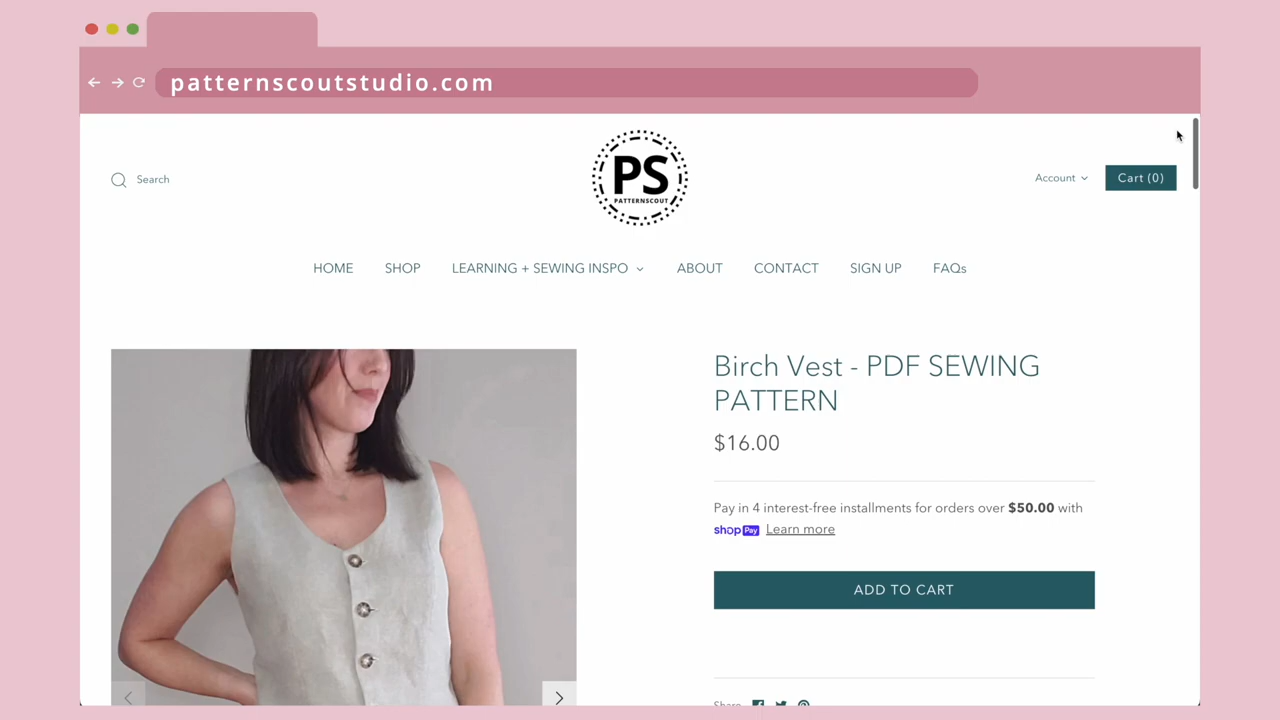 patternscoutstudio.com
Search
PS
PATTERNSCOUT
Account
Cart (0)
HOME SHOP LEARNING + SEWING INSPO ABOUT CONTACT SIGN UP FAQs
Birch Vest - PDF SEWING
PATTERN
$16.00
Pay in 4 interest-free installments for orders over $50.00 with
shop Pay Learn more
ADD TO CART
Share